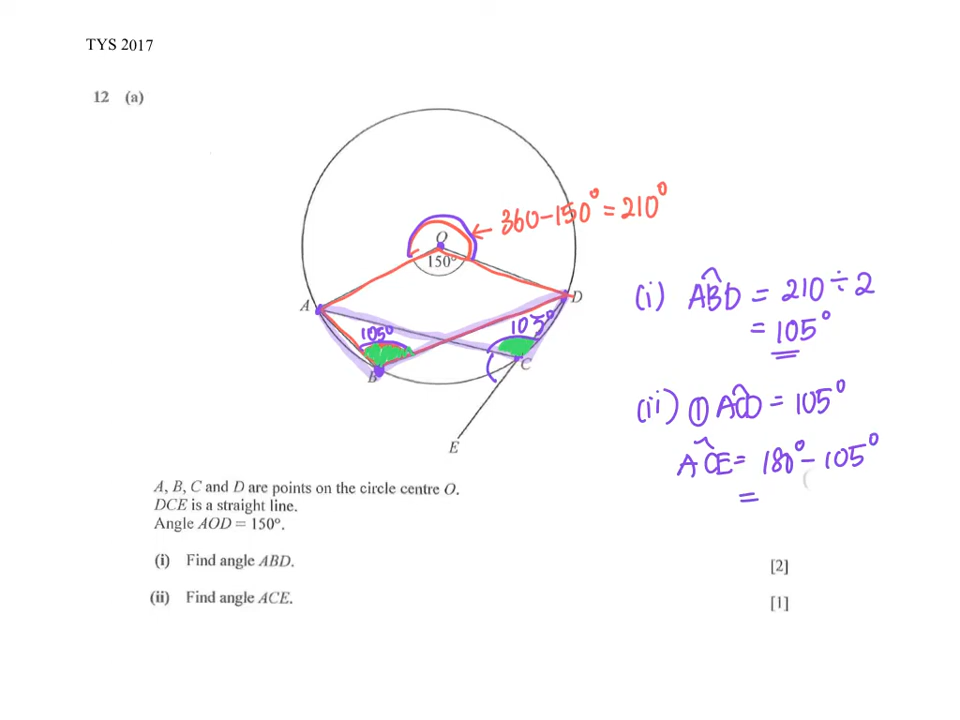 TYS 2017
12 (a)
360-150° = 210°
O
150°
A
D
105°
105°
B
C
E
(i) ABD = 210 ÷ 2
= 105°
(ii) ① ACD = 105°
ACE = 180° - 105°
=
A, B, C and D are points on the circle centre O.
DCE is a straight line.
Angle AOD = 150°.
(i) Find angle ABD.
[2]
(ii) Find angle ACE.
[1]